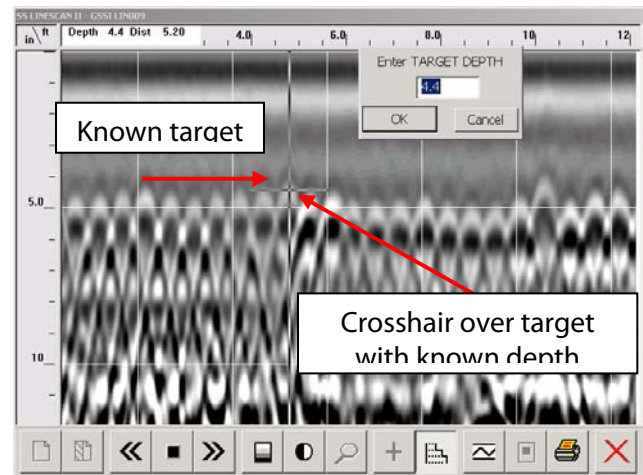 SS LINESCAN II - GSSI LIN009
in\ft Depth 4.4 Dist 5.20 4.0 6.0 8.0 10 12
Enter TARGET DEPTH
4.4
OK Cancel
Known target
5.0
Crosshair over target
with known depth
10